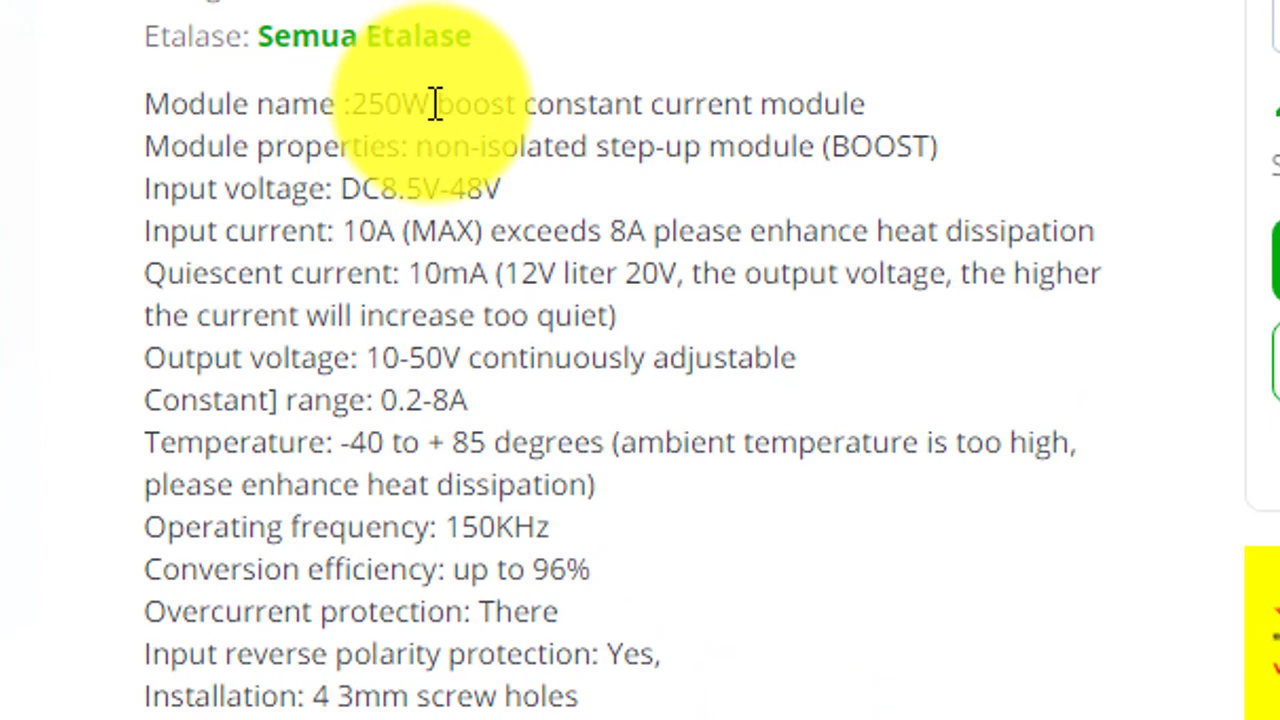 Etalase: Semua Etalase
Module name :250W boost constant current module
Module properties: non-isolated step-up module (BOOST)
Input voltage: DC8.5V-48V
Input current: 10A (MAX) exceeds 8A please enhance heat dissipation
Quiescent current: 10mA (12V liter 20V, the output voltage, the higher
the current will increase too quiet)
Output voltage: 10-50V continuously adjustable
Constant] range: 0.2-8A
Temperature: -40 to + 85 degrees (ambient temperature is too high,
please enhance heat dissipation)
Operating frequency: 150KHz
Conversion efficiency: up to 96%
Overcurrent protection: There
Input reverse polarity protection: Yes,
Installation: 4 3mm screw holes